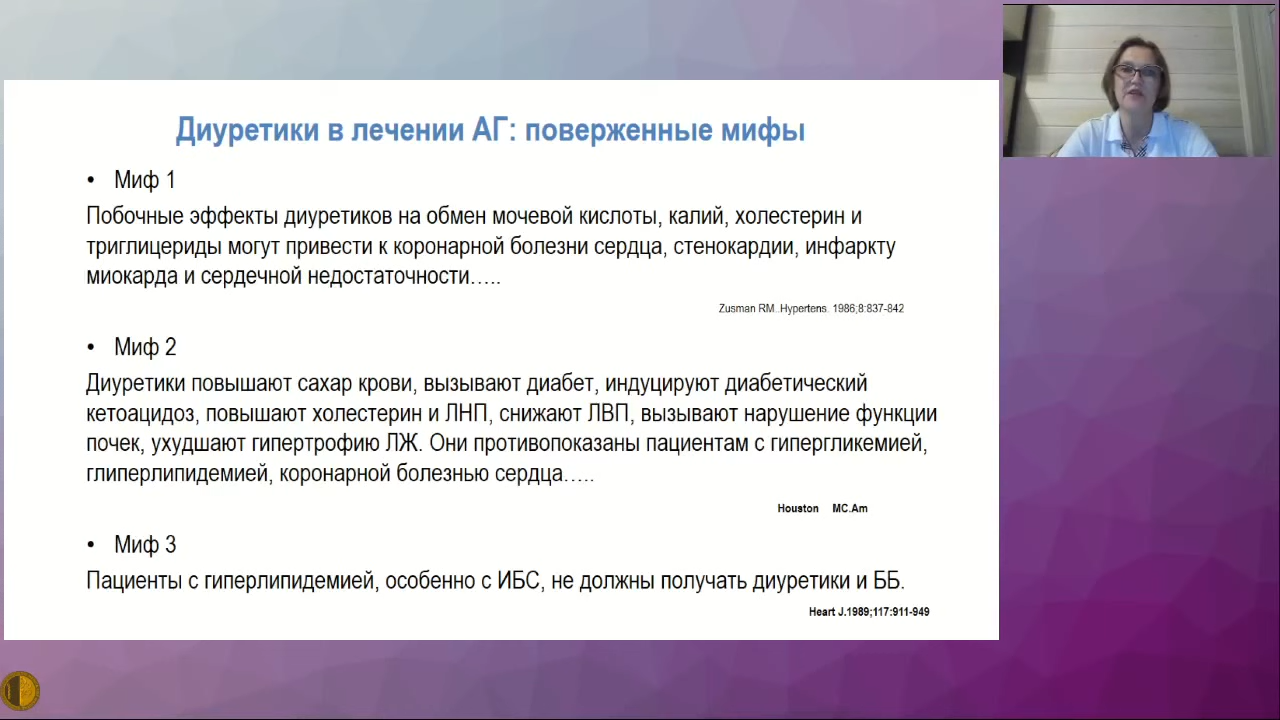 Диуретики в лечении АГ: поверженные мифы
• Миф 1
Побочные эффекты диуретиков на обмен мочевой кислоты, калий, холестерин и
триглицериды могут привести к коронарной болезни сердца, стенокардии, инфаркту
миокарда и сердечной недостаточности…..
Zusman RM..Hypertens. 1986;8:837-842
• Миф 2
Диуретики повышают сахар крови, вызывают диабет, индуцируют диабетический
кетоацидоз, повышают холестерин и ЛНП, снижают ЛВП, вызывают нарушение функции
почек, ухудшают гипертрофию ЛЖ. Они противопоказаны пациентам с гипергликемией,
глиперлипидемией, коронарной болезнью сердца…..
Houston MC.Am
• Миф 3
Пациенты с гиперлипидемией, особенно с ИБС, не должны получать диуретики и ББ.
Heart J.1989;117:911-949